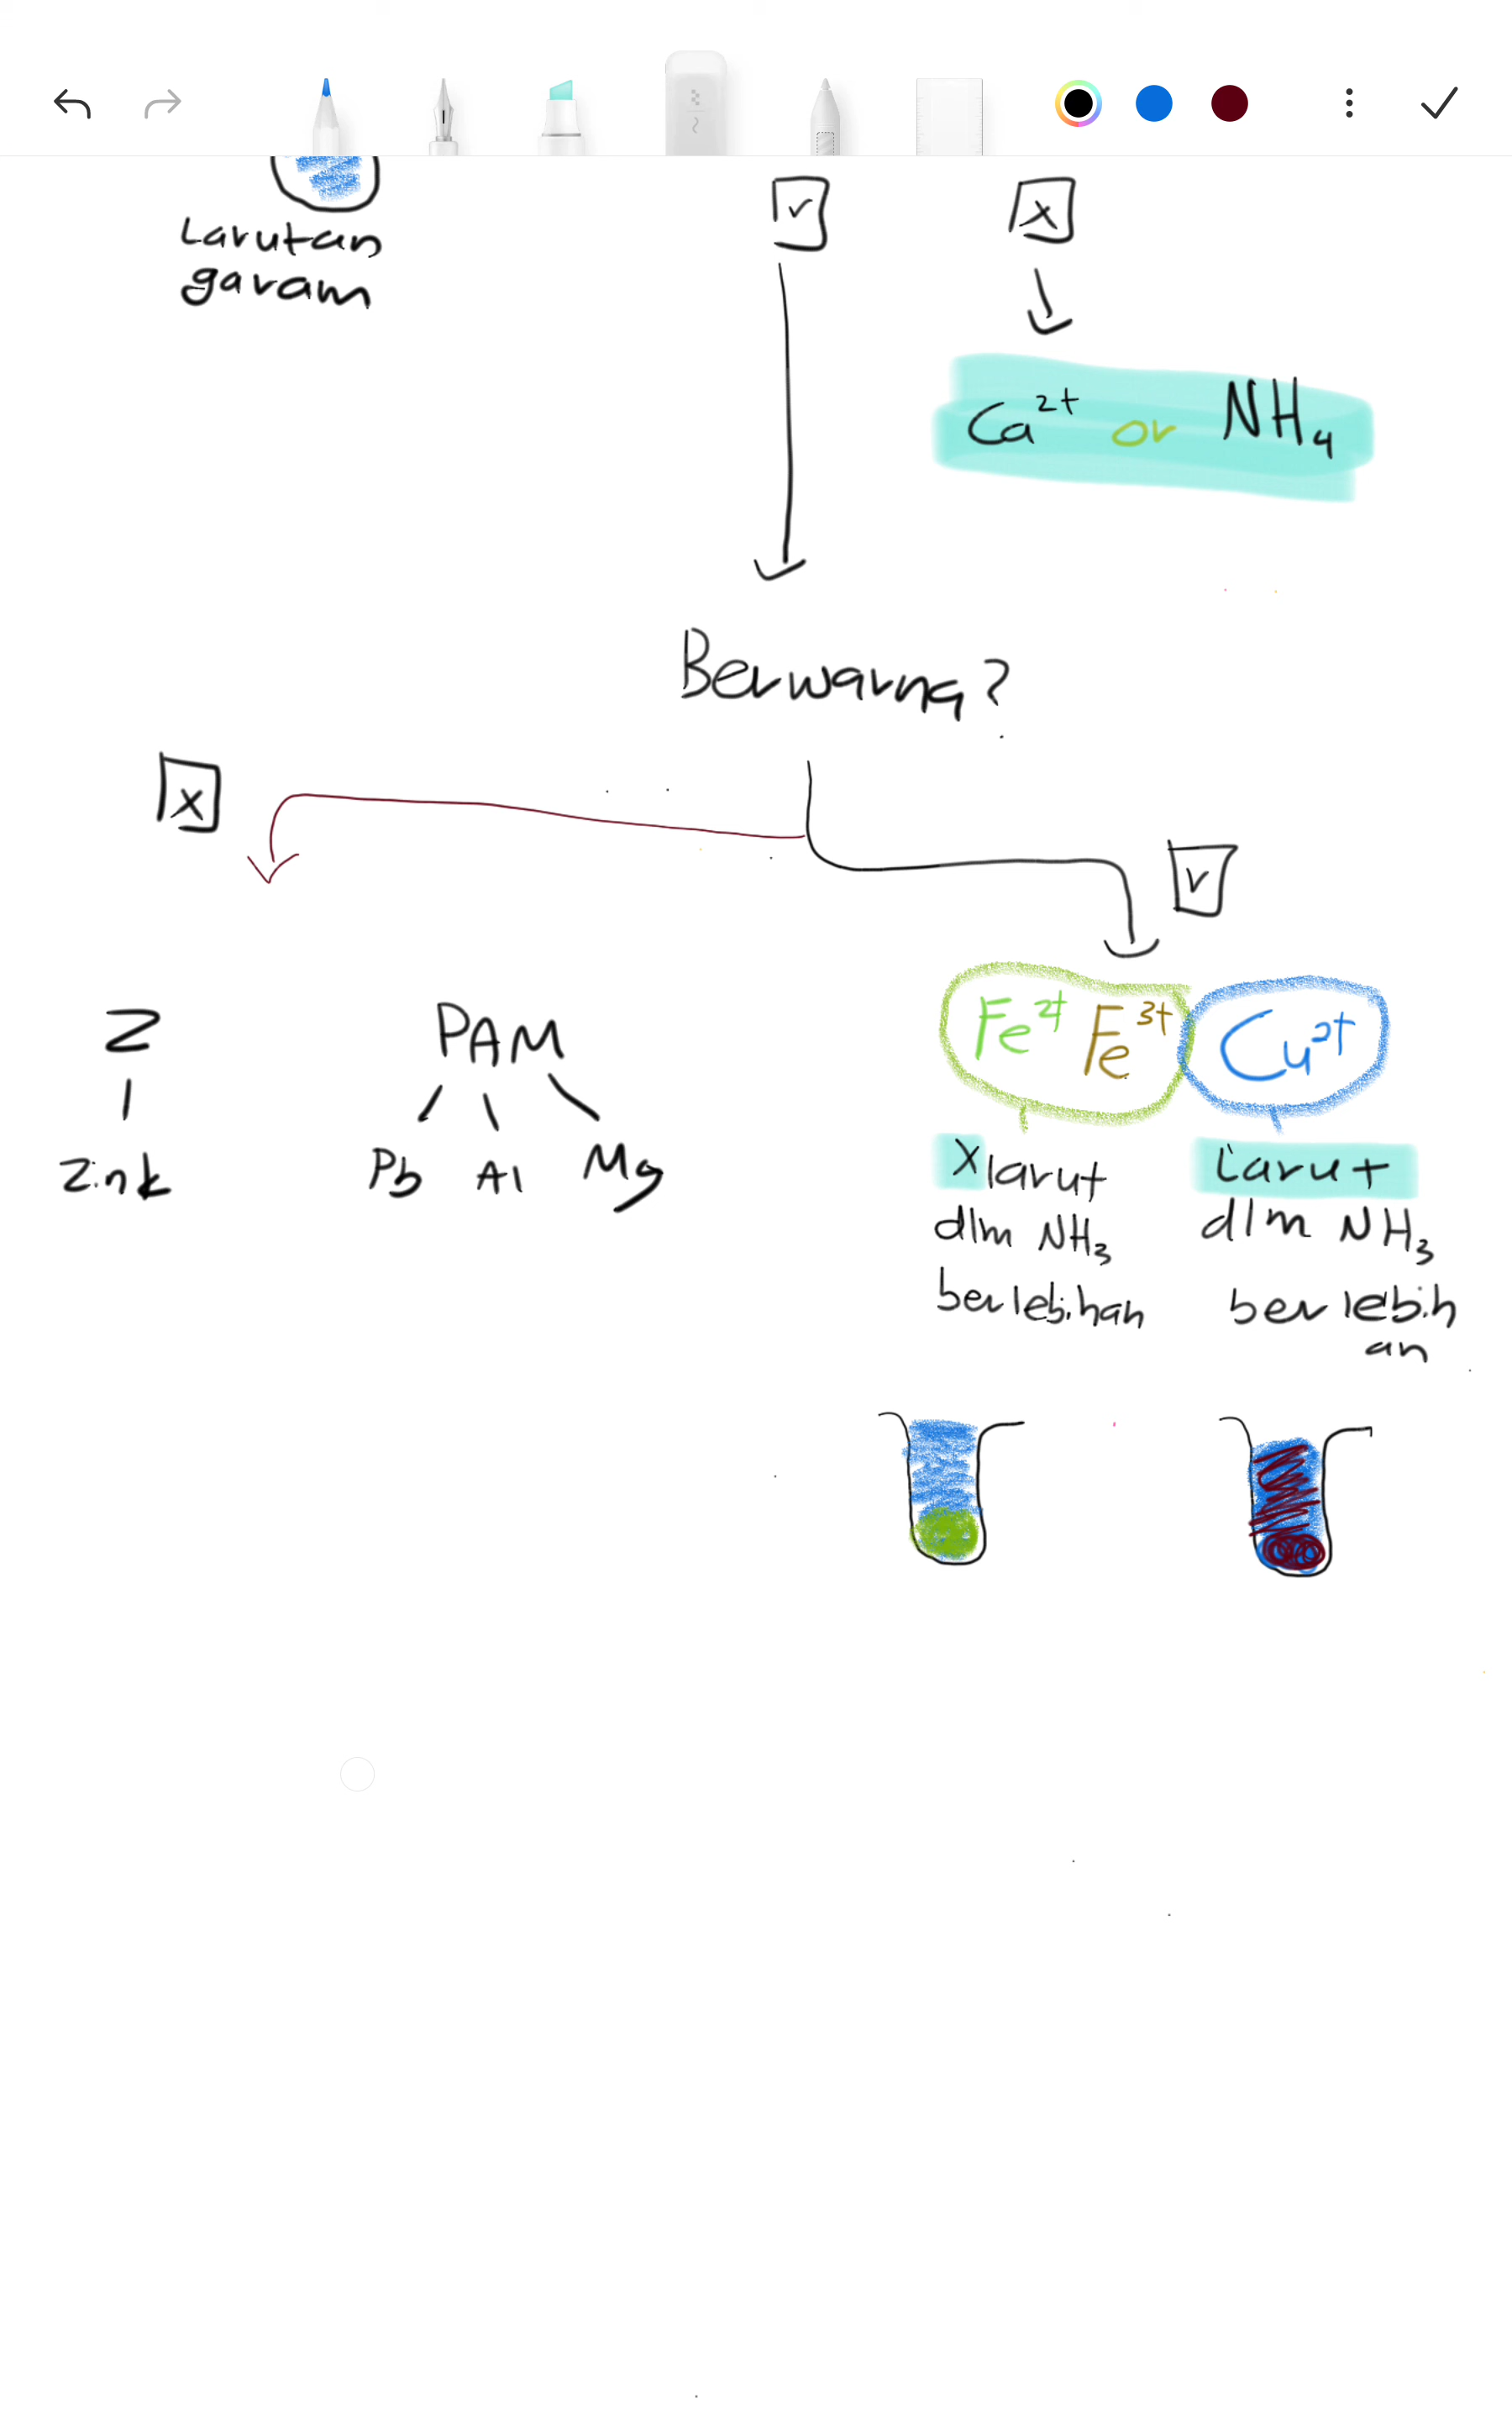 Larutan
garam
✓
x
Ca²⁺ or NH₄
Berwarna?
x
✓
Fe²⁺ Fe³⁺ Cu²⁺
Z
PAM
Zink
Pb Al Mg
X larut
dlm NH₃
berlebihan
Larut
dlm NH₃
berlebih
an